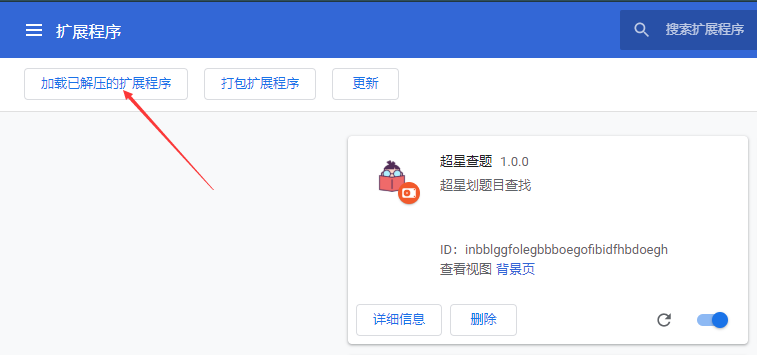 扩展程序
搜索扩展程序
加载已解压的扩展程序 打包扩展程序 更新
超星查题 1.0.0
超星划题目查找
ID：inbblggfolegbbboegofibidfhbdoegh
查看视图 背景页
详细信息 删除